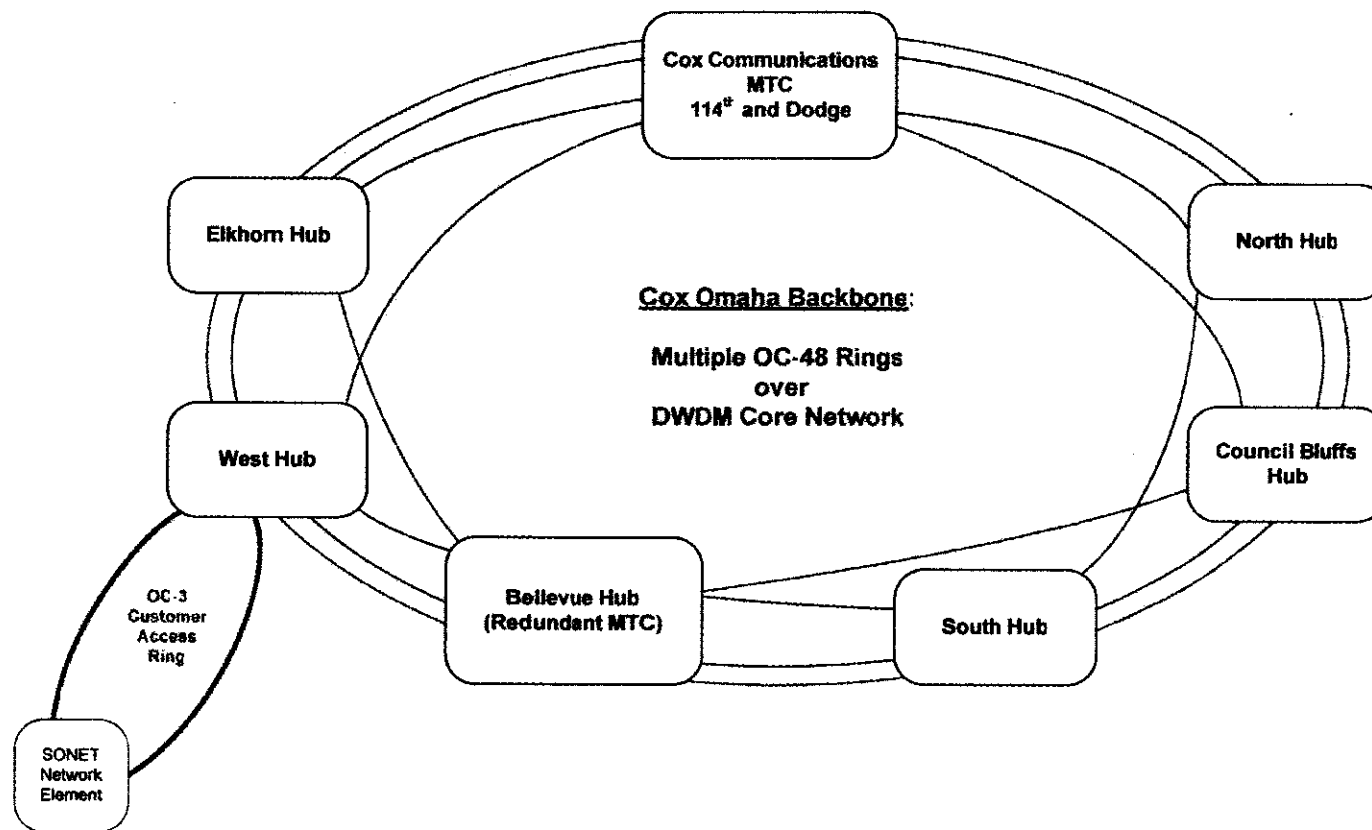 Cox Communications
MTC
114th and Dodge
Elkhorn Hub
North Hub
Cox Omaha Backbone:
Multiple OC-48 Rings
over
DWDM Core Network
West Hub
Council Bluffs
Hub
OC-3
Customer
Access
Ring
Bellevue Hub
(Redundant MTC)
South Hub
SONET
Network
Element